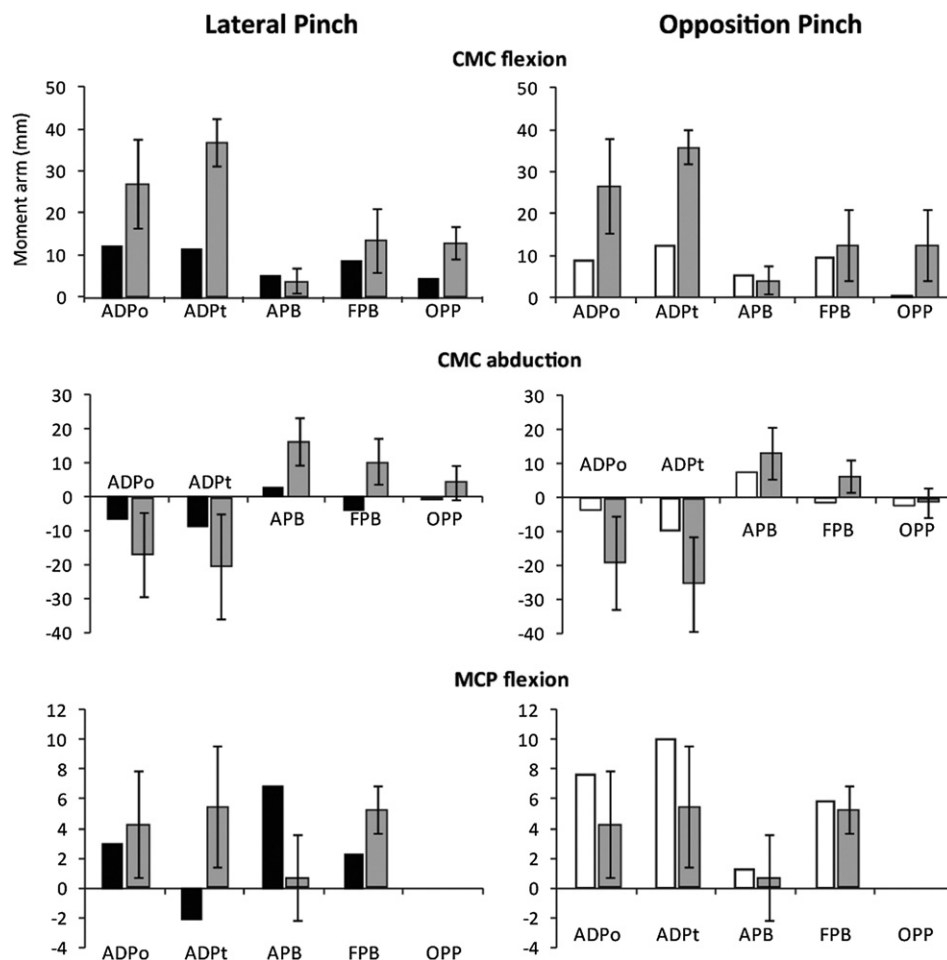 Lateral Pinch Opposition Pinch
CMC flexion
Moment arm (mm)
50 50
40 40
30 30
20 20
10 10
0 0
ADPo ADPt APB FPB OPP ADPo ADPt APB FPB OPP
CMC abduction
30 30
20 20
10 10
ADPo ADPt ADPo ADPt
0 0
APB FPB OPP APB FPB OPP
-10 -10
-20 -20
-30 -30
-40 -40
MCP flexion
12 12
10 10
8 8
6 6
4 4
2 2
0 0
-2 -2
-4 -4
ADPo ADPt APB FPB OPP ADPo ADPt APB FPB OPP